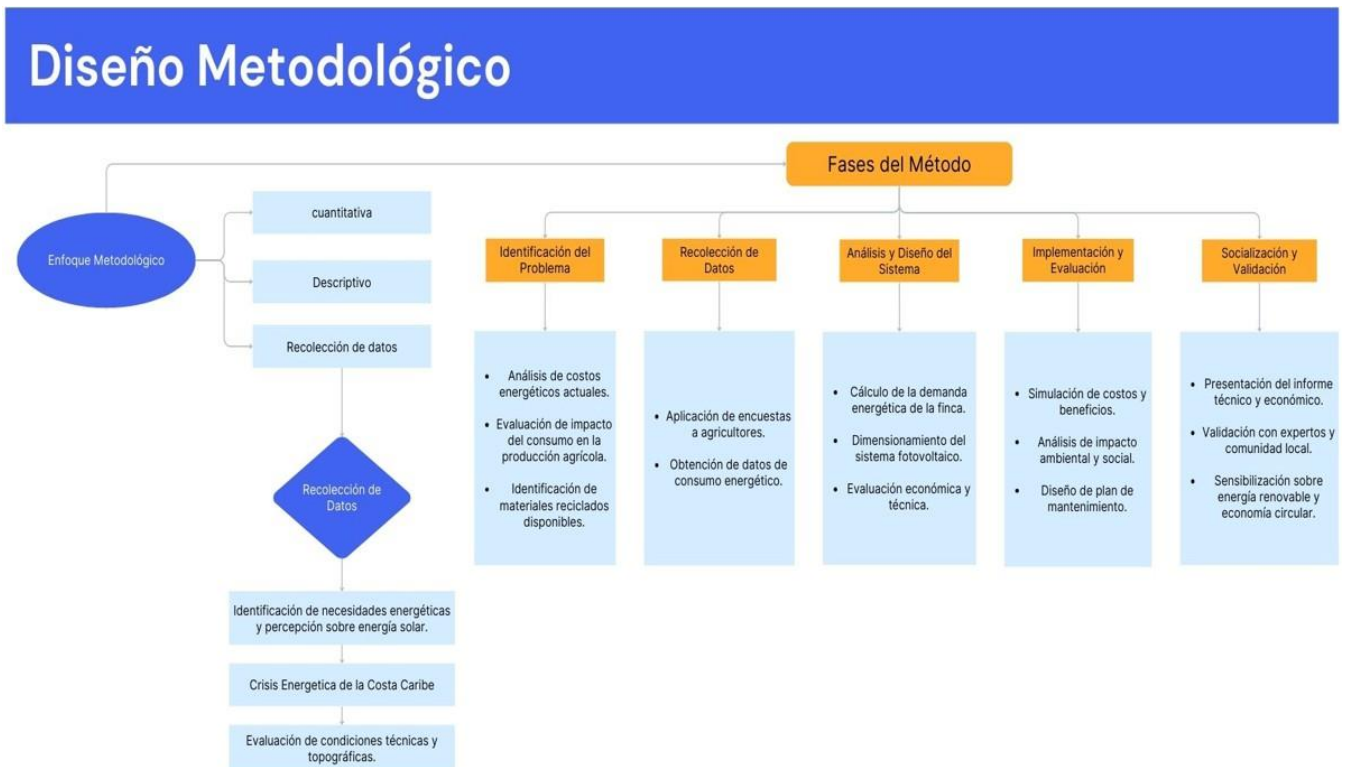 Diseño Metodológico
Fases del Método
Enfoque Metodológico
cuantitativa
Descriptivo
Recolección de datos
Recolección de
Datos
Identificación de necesidades energéticas
y percepción sobre energía solar.
Crisis Energetica de la Costa Caribe
Evaluación de condiciones técnicas y
topográficas.
Identificación del
Problema
• Análisis de costos
energéticos actuales.
• Evaluación de impacto
del consumo en la
producción agrícola.
• Identificación de
materiales reciclados
disponibles.
Recolección de
Datos
• Aplicación de encuestas
a agricultores.
• Obtención de datos de
consumo energético.
Análisis y Diseño del
Sistema
• Cálculo de la demanda
energética de la finca.
• Dimensionamiento del
sistema fotovoltaico.
• Evaluación económica y
técnica.
Implementación y
Evaluación
• Simulación de costos y
beneficios.
• Análisis de impacto
ambiental y social.
• Diseño de plan de
mantenimiento.
Socialización y
Validación
• Presentación del informe
técnico y económico.
• Validación con expertos y
comunidad local.
• Sensibilización sobre
energía renovable y
economía circular.